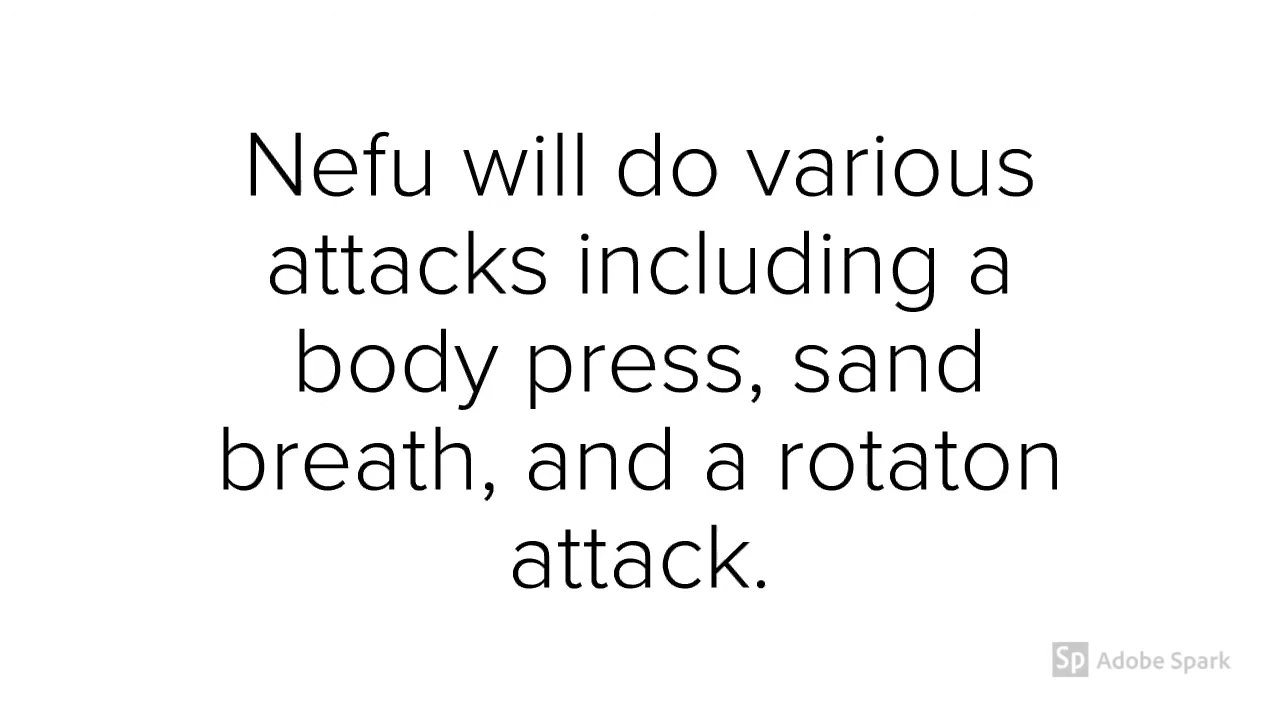 Nefu will do various
attacks including a
body press, sand
breath, and a rotaton
attack.
Sp Adobe Spark